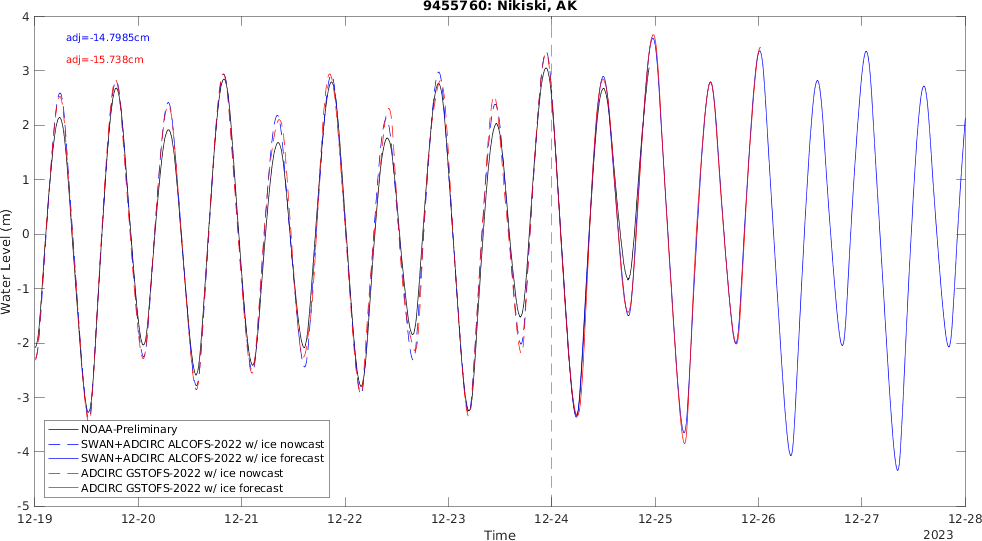 9455760: Nikiski, AK
adj=-14.7985cm
adj=-15.738cm
4
3
2
1
0
-1
-2
-3
-4
-5
Water Level (m)
NOAA-Preliminary
SWAN+ADCIRC ALCOFS-2022 w/ ice nowcast
SWAN+ADCIRC ALCOFS-2022 w/ ice forecast
ADCIRC GSTOFS-2022 w/ ice nowcast
ADCIRC GSTOFS-2022 w/ ice forecast
12-19 12-20 12-21 12-22 12-23 12-24 12-25 12-26 12-27 12-28
Time
2023